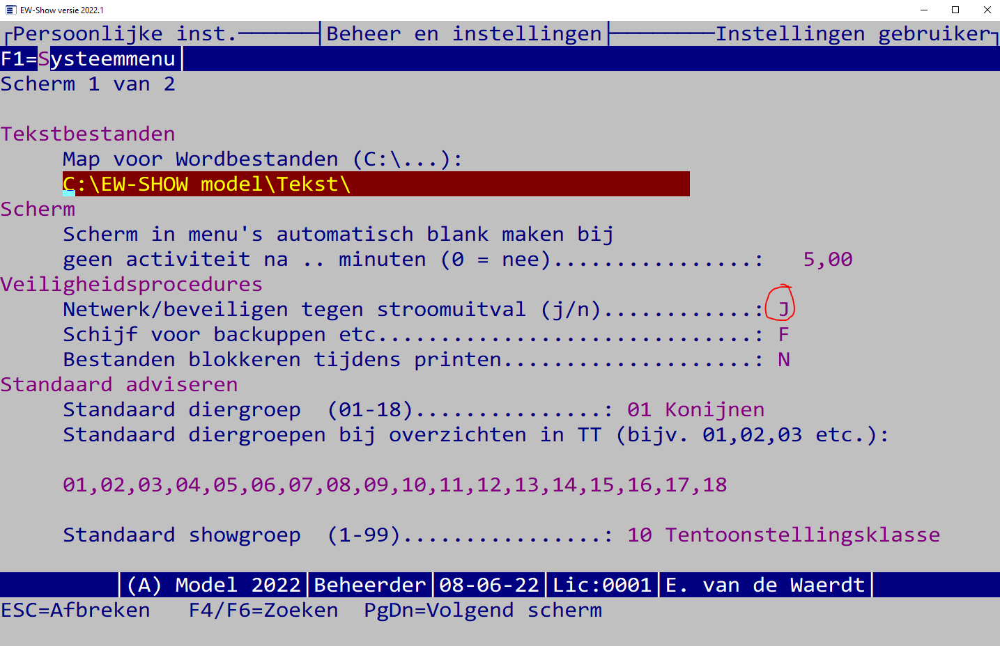 EW-Show versie 2022.1
Persoonlijke inst. Beheer en instellingen Instellingen gebruiker
F1=Systeemmenu
Scherm 1 van 2
Tekstbestanden
Map voor Wordbestanden (C:\...):
C:\EW-SHOW model\Tekst\
Scherm
Scherm in menu's automatisch blank maken bij
geen activiteit na .. minuten (0 = nee)................: 5,00
Veiligheidsprocedures
Netwerk/beveiligen tegen stroomuitval (j/n)............: J
Schijf voor backuppen etc..............................: F
Bestanden blokkeren tijdens printen....................: N
Standaard adviseren
Standaard diergroep (01-18)...............: 01 Konijnen
Standaard diergroepen bij overzichten in TT (bijv. 01,02,03 etc.):
01,02,03,04,05,06,07,08,09,10,11,12,13,14,15,16,17,18
Standaard showgroep (1-99)................: 10 Tentoonstellingsklasse
|(A) Model 2022|Beheerder|08-06-22|Lic:0001|E. van de Waerdt|
ESC=Afbreken F4/F6=Zoeken PgDn=Volgend scherm